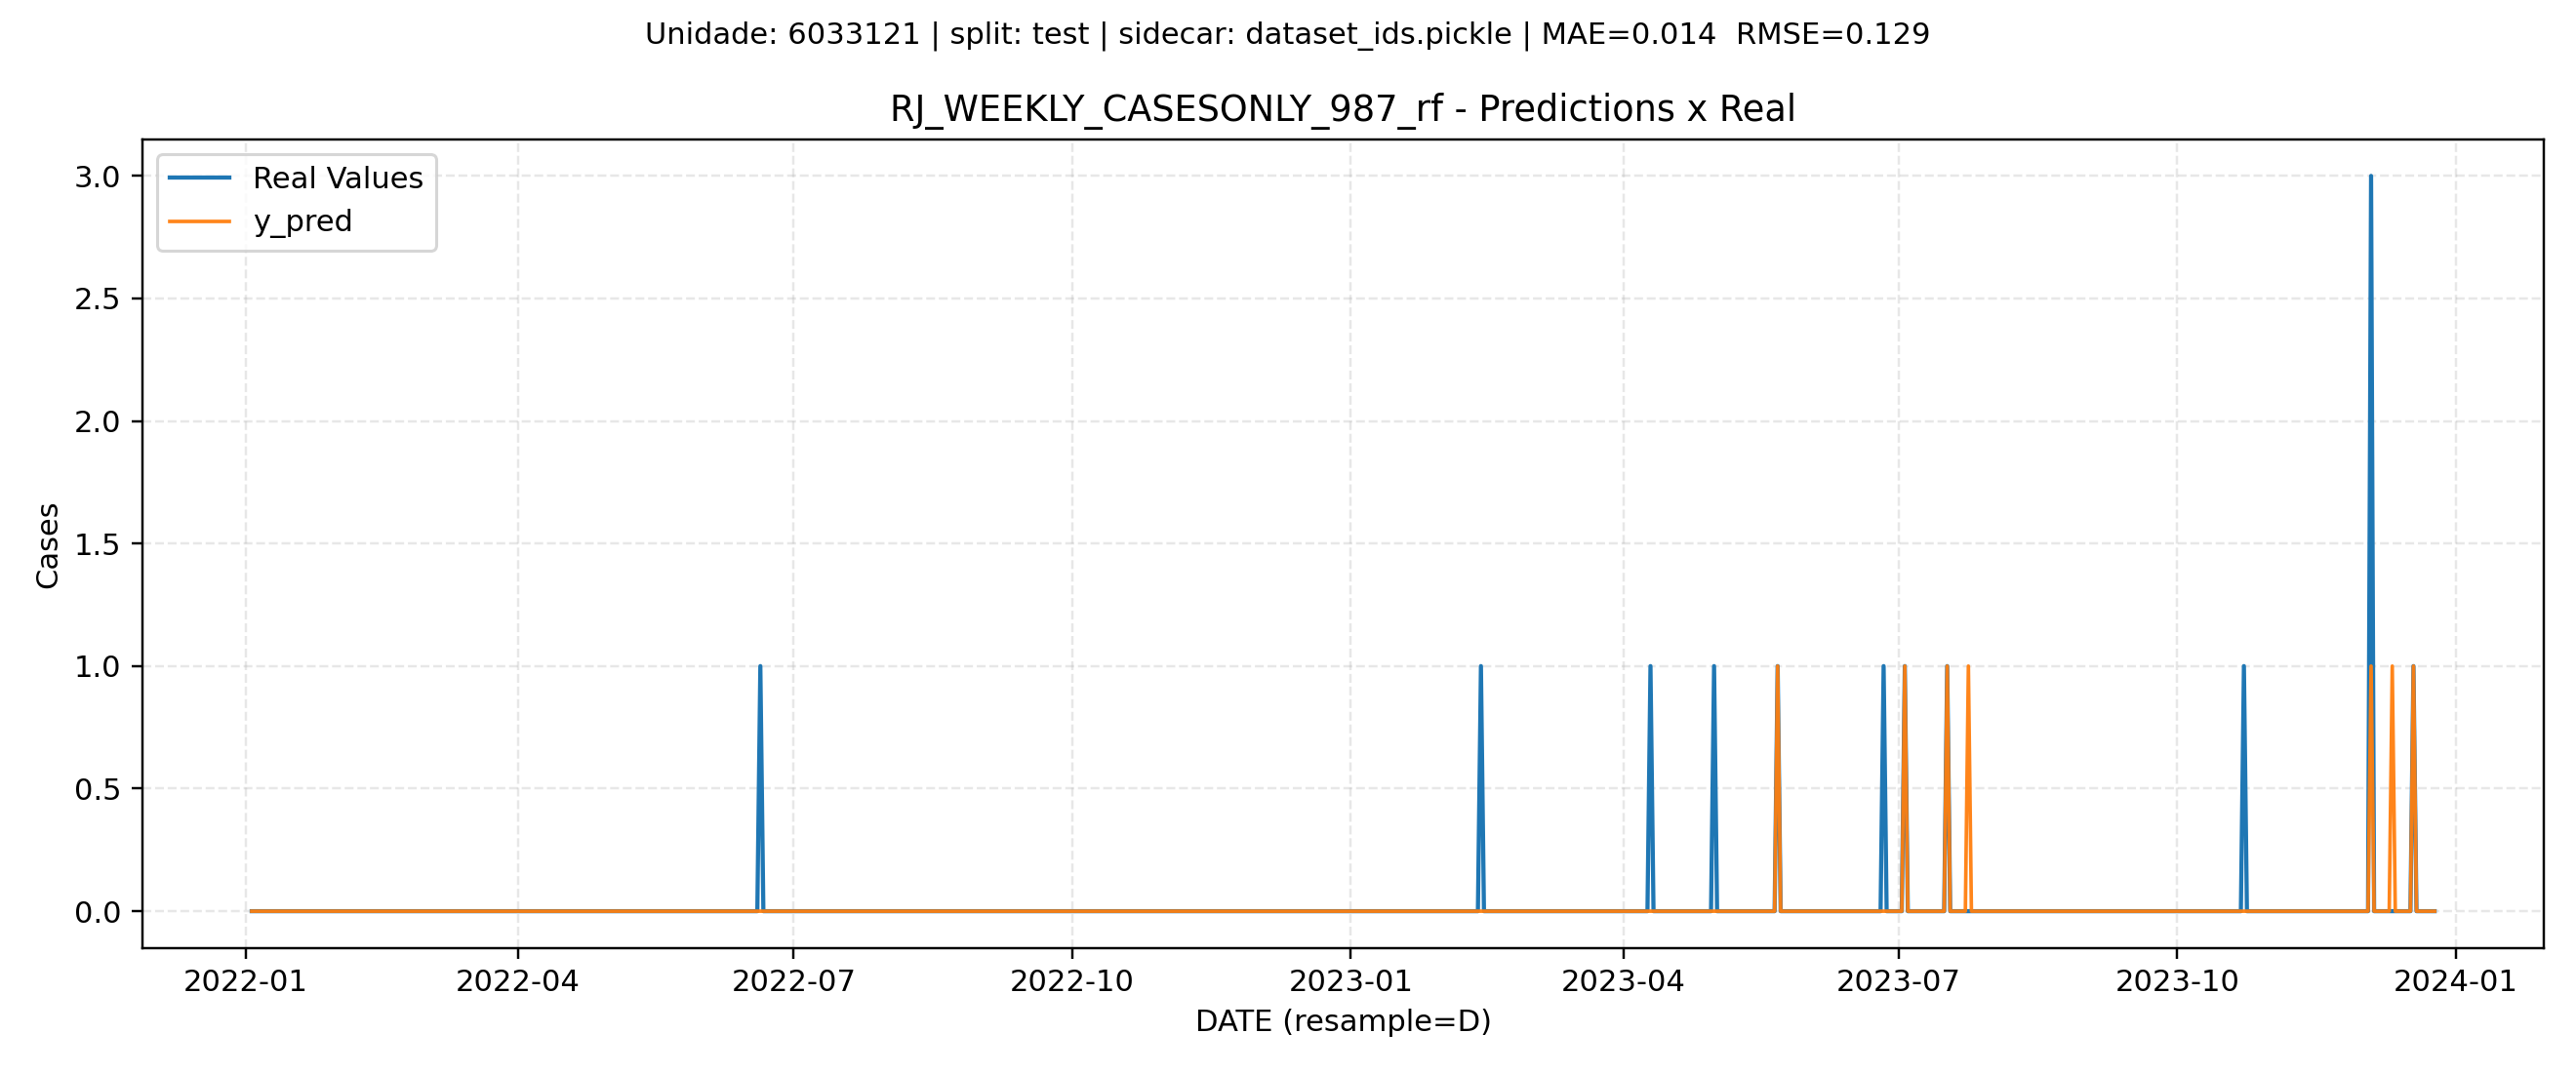 Unidade: 6033121 | split: test | sidecar: dataset_ids.pickle | MAE=0.014  RMSE=0.129
RJ_WEEKLY_CASESONLY_987_rf - Predictions x Real
Real Values
y_pred
3.0
2.5
2.0
1.5
1.0
0.5
0.0
Cases
2022-01 2022-04 2022-07 2022-10 2023-01 2023-04 2023-07 2023-10 2024-01
DATE (resample=D)